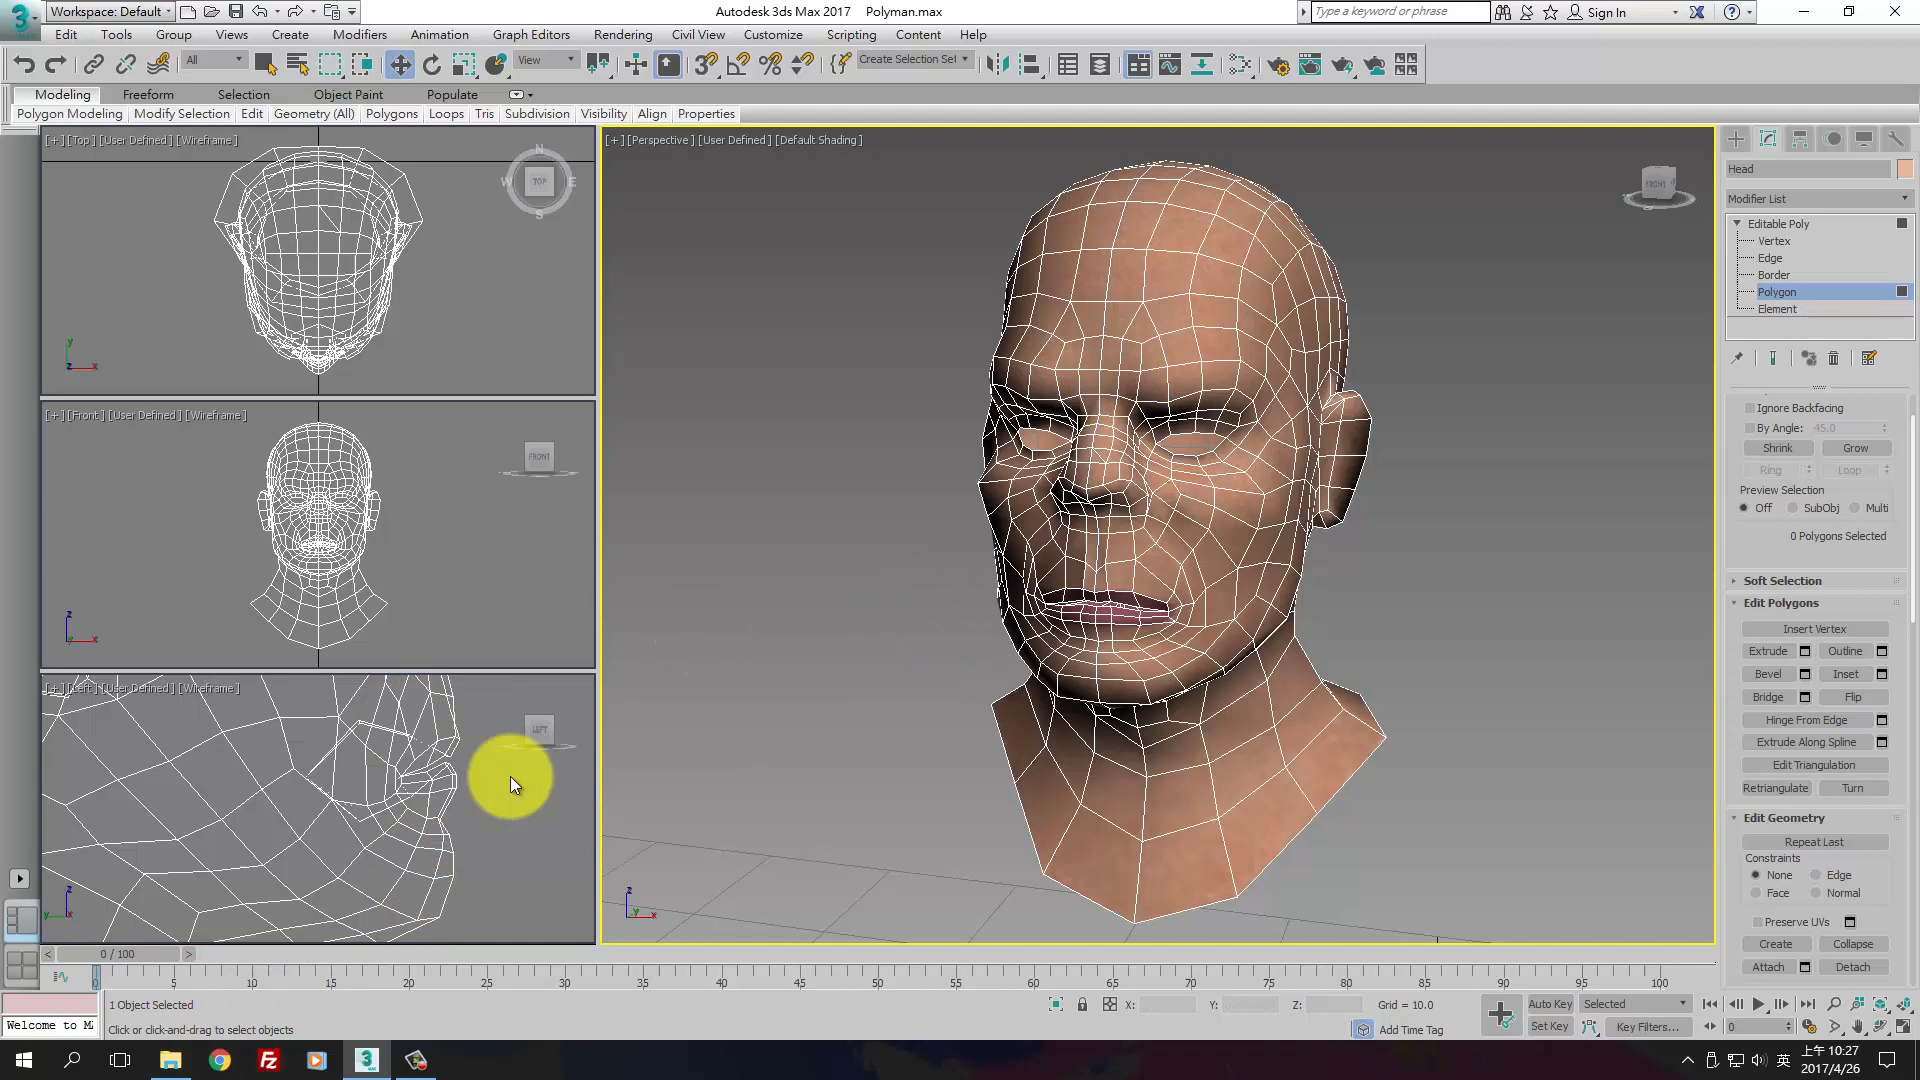 3 Workspace: Default Autodesk 3ds Max 2017 Polyman.max Type a keyword or phrase Sign In
MAX
Edit Tools Group Views Create Modifiers Animation Graph Editors Rendering Civil View Customize Scripting Content Help
All View Create Selection Set
Modeling Freeform Selection Object Paint Populate
Polygon Modeling Modify Selection Edit Geometry (All) Polygons Loops Tris Subdivision Visibility Align Properties
[+] [Top] [User Defined] [Wireframe]
N
W TOP E
S
y
z x
[+] [Front] [User Defined] [Wireframe]
FRONT
z
y x
[+] [Left] [User Defined] [Wireframe]
LEFT
z
y x
[+] [Perspective] [User Defined] [Default Shading]
FRONT
z
y x
Head
Modifier List
Editable Poly
Vertex
Edge
Border
Polygon
Element
Ignore Backfacing
By Angle: 45.0
Shrink Grow
Ring Loop
Preview Selection
Off SubObj Multi
0 Polygons Selected
Soft Selection
Edit Polygons
Insert Vertex
Extrude Outline
Bevel Inset
Bridge Flip
Hinge From Edge
Extrude Along Spline
Edit Triangulation
Retriangulate Turn
Edit Geometry
Repeat Last
Constraints
None Edge
Face Normal
Preserve UVs
Create Collapse
Attach Detach
< 0 / 100 >
0 5 10 15 20 25 30 35 40 45 50 55 60 65 70 75 80 85 90 95 100
1 Object Selected X: Y: Z: Grid = 10.0 Auto Key Selected
Welcome to M
Click or click-and-drag to select objects Add Time Tag Set Key Key Filters... 0
英 上午 10:27
2017/4/26